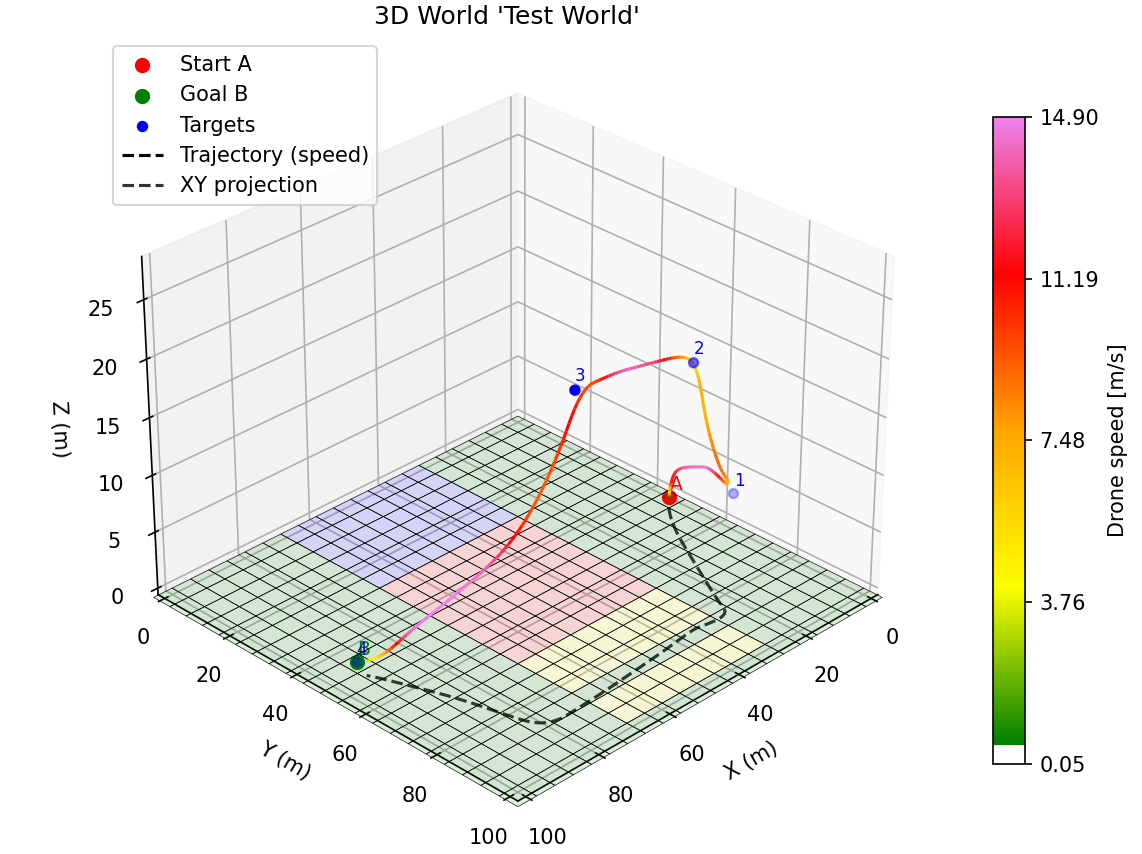 3D World 'Test World'
Start A
Goal B
Targets
Trajectory (speed)
XY projection
14.90
11.19
7.48
3.76
0.05
Drone speed [m/s]
25
20
15
10
5
0
Z (m)
0
20
40
60
80
100
Y (m)
100
80
60
40
20
0
X (m)
A
1
2
3
4
B